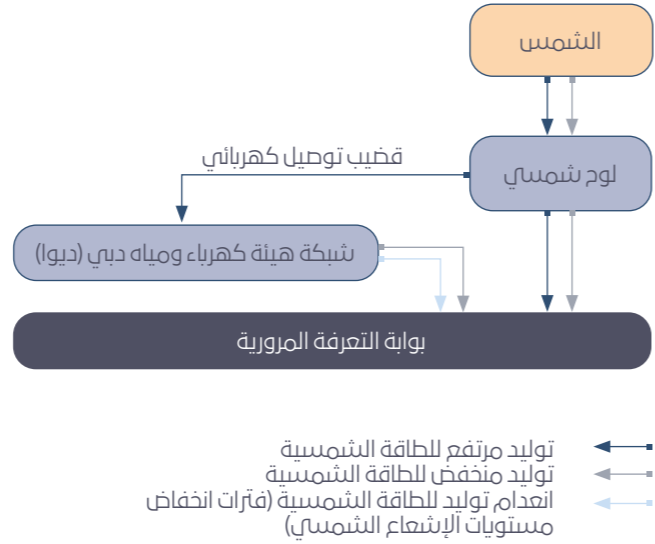 الشمس
لوح شمسي
قضيب توصيل كهربائي
شبكة هيئة كهرباء ومياه دبي (ديوا)
بوابة التعرفة المرورية
توليد مرتفع للطاقة الشمسية
توليد منخفض للطاقة الشمسية
انعدام توليد للطاقة الشمسية (فترات انخفاض
مستويات الإشعاع الشمسي)